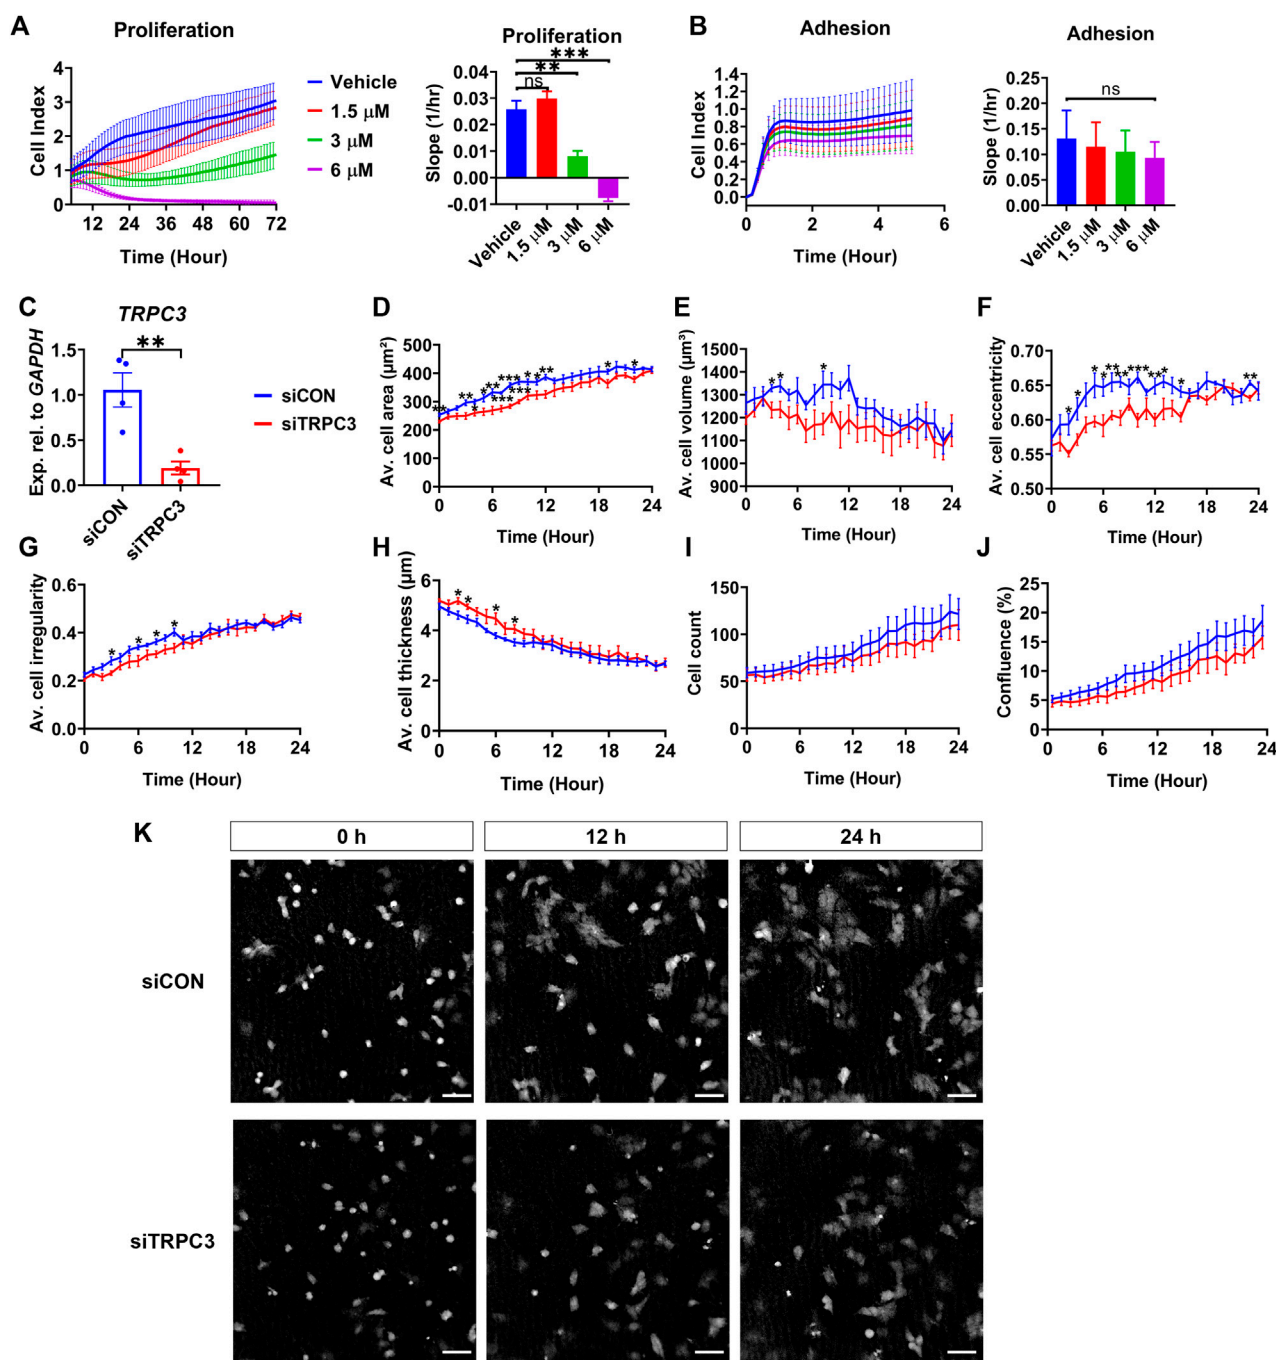 A
Proliferation
Cell Index
4
3
2
1
0
12 24 36 48 60 72
Time (Hour)
Vehicle
1.5 μM
3 μM
6 μM
Proliferation
***
**
ns
Slope (1/hr)
0.04
0.03
0.02
0.01
0.00
-0.01
Vehicle
1.5 μM
3 μM
6 μM
B
Adhesion
Cell Index
1.4
1.2
1.0
0.8
0.6
0.4
0.2
0.0
0 2 4 6
Time (Hour)
Adhesion
ns
Slope (1/hr)
0.25
0.20
0.15
0.10
0.05
0.00
Vehicle
1.5 μM
3 μM
6 μM
C
TRPC3
**
Exp. rel. to GAPDH
1.5
1.0
0.5
0.0
siCON
siTRPC3
siCON
siTRPC3
D
Av. cell area (μm²)
500
400
300
200
100
0
0 6 12 18 24
Time (Hour)
E
Av. cell volume (μm³)
1500
1400
1300
1200
1100
1000
900
0 6 12 18 24
Time (Hour)
F
Av. cell eccentricity
0.70
0.65
0.60
0.55
0.50
0 6 12 18 24
Time (Hour)
G
Av. cell irregularity
0.6
0.4
0.2
0.0
0 6 12 18 24
Time (Hour)
H
Av. cell thickness (μm)
6
4
2
0
0 6 12 18 24
Time (Hour)
I
Cell count
150
100
50
0
0 6 12 18 24
Time (Hour)
J
Confluence (%)
25
20
15
10
5
0
0 6 12 18 24
Time (Hour)
K
0 h
12 h
24 h
siCON
siTRPC3